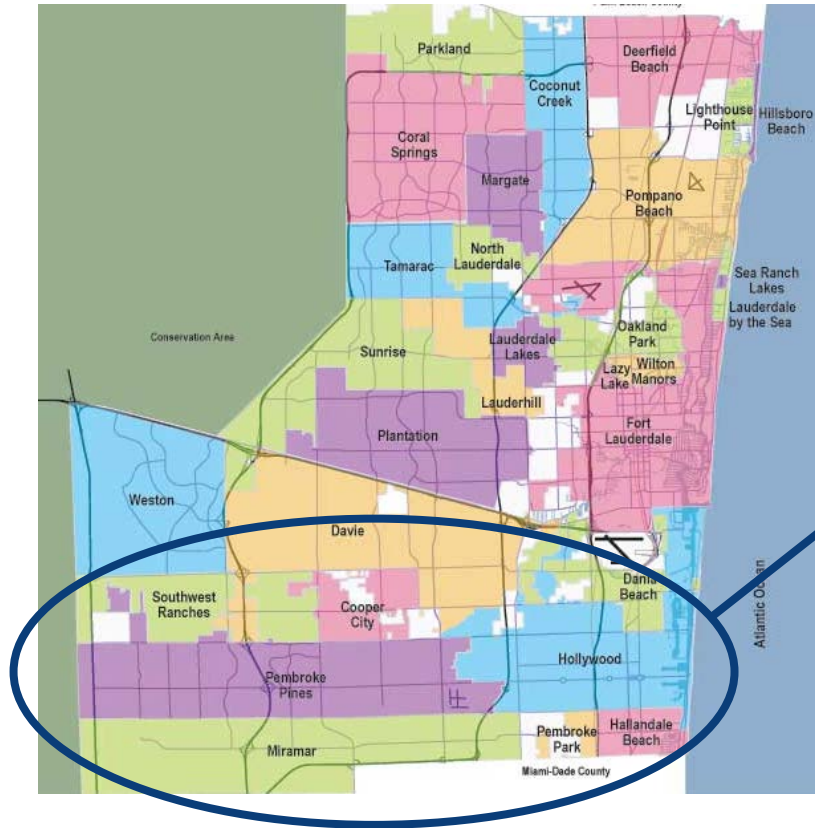 Parkland
Deerfield
Beach
Coconut
Creek
Lighthouse
Point
Hillsboro
Beach
Coral
Springs
Margate
Pompano
Beach
North
Lauderdale
Tamarac
Sea Ranch
Lakes
Lauderdale
by the Sea
Conservation Area
Sunrise
Lauderdale
Lakes
Oakland
Park
Lazy
Lake
Wilton
Manors
Lauderhill
Fort
Lauderdale
Plantation
Weston
Davie
Dania
Beach
Atlantic Ocean
Southwest
Ranches
Cooper
City
Hollywood
Pembroke
Pines
Miramar
Pembroke
Park
Hallandale
Beach
Miami-Dade County